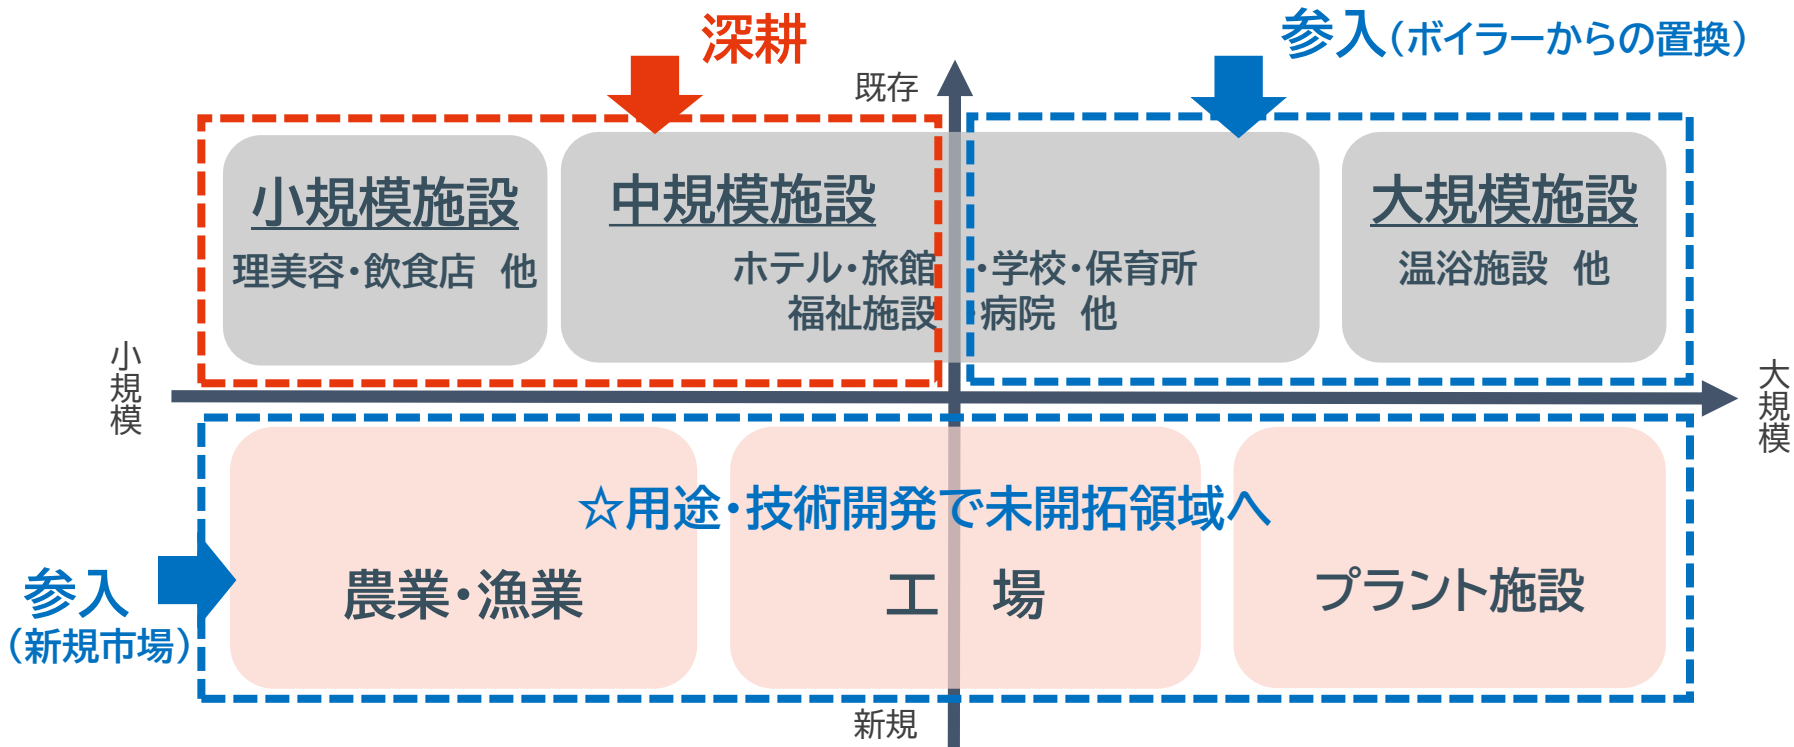 深耕
参入（ボイラーからの置換）
既存
小規模施設
理美容・飲食店　他
中規模施設
ホテル・旅館・学校・保育所
福祉施設・病院　他
大規模施設
温浴施設　他
小規模
大規模
☆用途・技術開発で未開拓領域へ
参入
（新規市場）
農業・漁業
工　場
プラント施設
新規